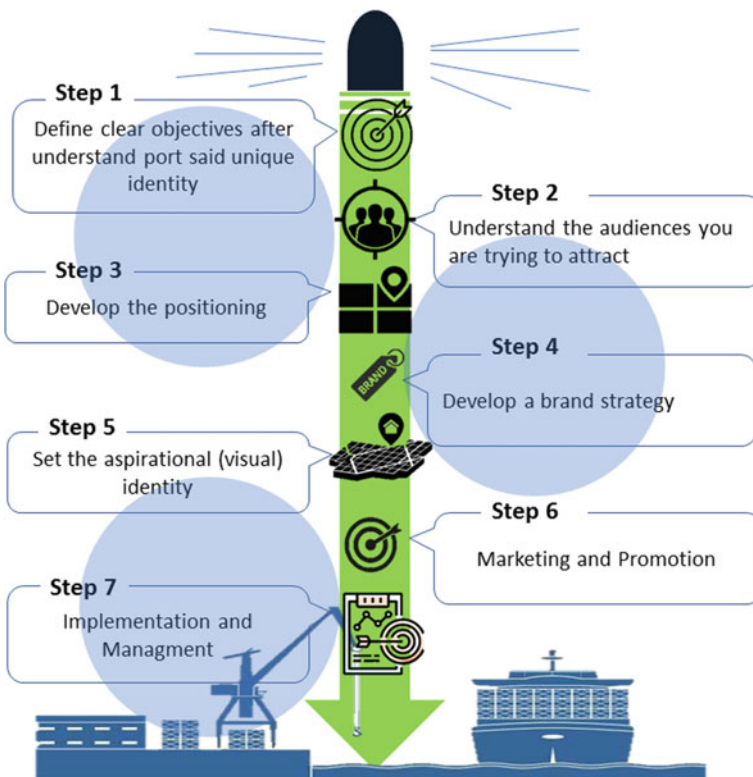 Step 1
Define clear objectives after
understand port said unique
identity
Step 2
Understand the audiences you
are trying to attract
Step 3
Develop the positioning
Step 4
BRAND
Develop a brand strategy
Step 5
Set the aspirational (visual)
identity
Step 6
Marketing and Promotion
Step 7
Implementation and
Managment